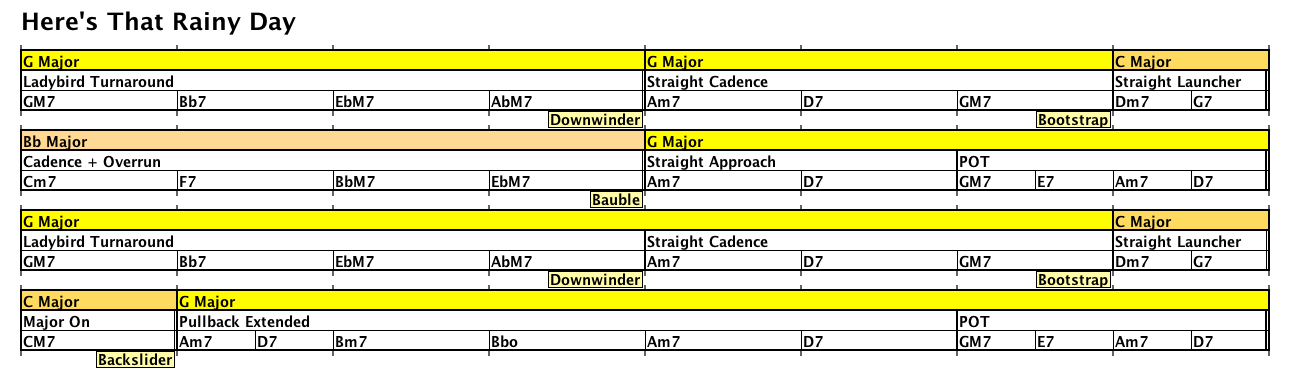 Here's That Rainy Day
G Major G Major C Major
Ladybird Turnaround Straight Cadence Straight Launcher
GM7 Bb7 EbM7 AbM7 Am7 D7 GM7 Dm7 G7
Downwinder Bootstrap
Bb Major G Major
Cadence + Overrun Straight Approach POT
Cm7 F7 BbM7 EbM7 Am7 D7 GM7 E7 Am7 D7
Bauble
G Major C Major
Ladybird Turnaround Straight Cadence Straight Launcher
GM7 Bb7 EbM7 AbM7 Am7 D7 GM7 Dm7 G7
Downwinder Bootstrap
C Major G Major
Major On Pullback Extended POT
CM7 Am7 D7 Bm7 Bbo Am7 D7 GM7 E7 Am7 D7
Backslider